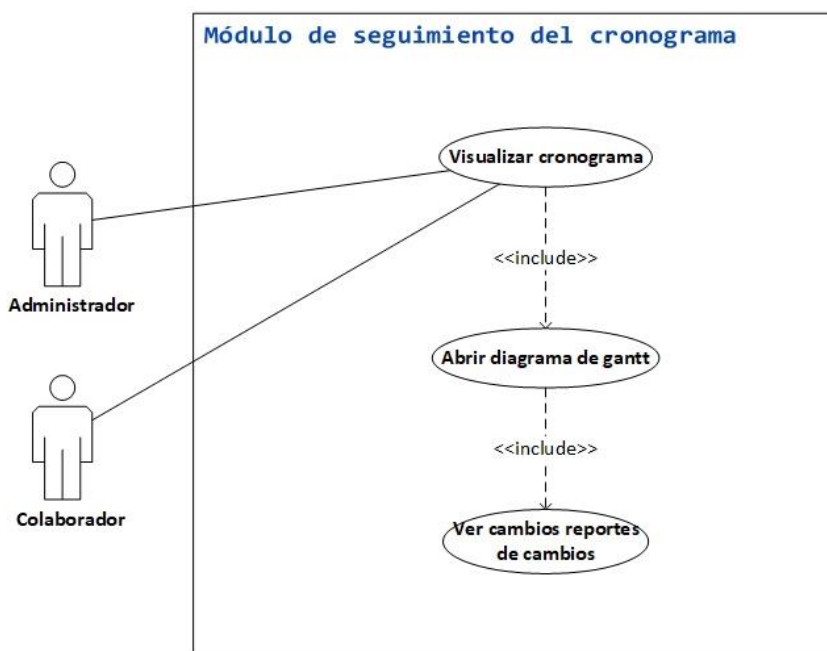 Módulo de seguimiento del cronograma
Visualizar cronograma
<<include>>
Administrador
Abrir diagrama de gantt
<<include>>
Colaborador
Ver cambios reportes
de cambios